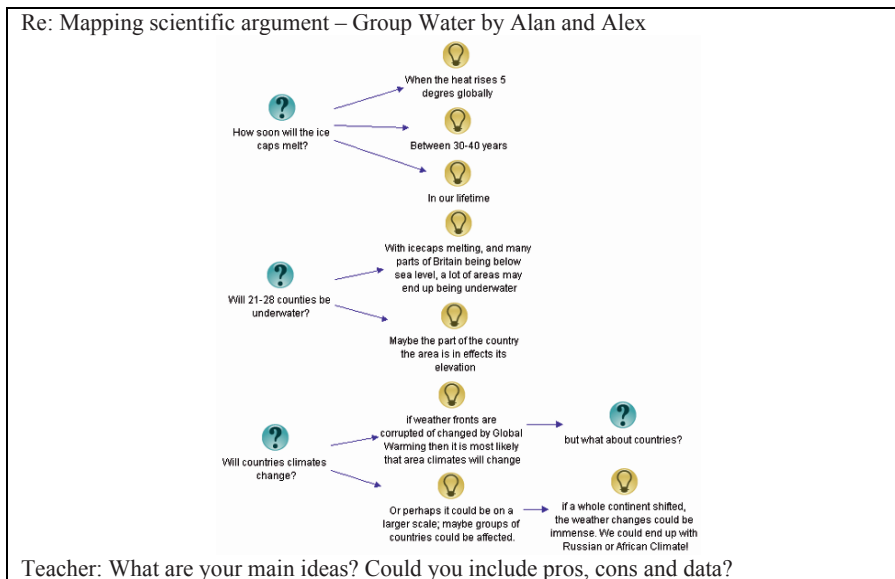 Re: Mapping scientific argument – Group Water by Alan and Alex
When the heat rises 5
degres globally
How soon will the ice
caps melt?
Between 30-40 years
In our lifetime
With icecaps melting, and many
parts of Britain being below
sea level, a lot of areas may
end up being underwater
Will 21-28 counties be
underwater?
Maybe the part of the country
the area is in effects its
elevation
if weather fronts are
corrupted of changed by Global
Warming then it is most likely
that area climates will change
but what about countries?
Will countries climates
change?
Or perhaps it could be on a
larger scale; maybe groups of
countries could be affected.
if a whole continent shifted,
the weather changes could be
immense. We could end up with
Russian or African Climate!
Teacher: What are your main ideas? Could you include pros, cons and data?